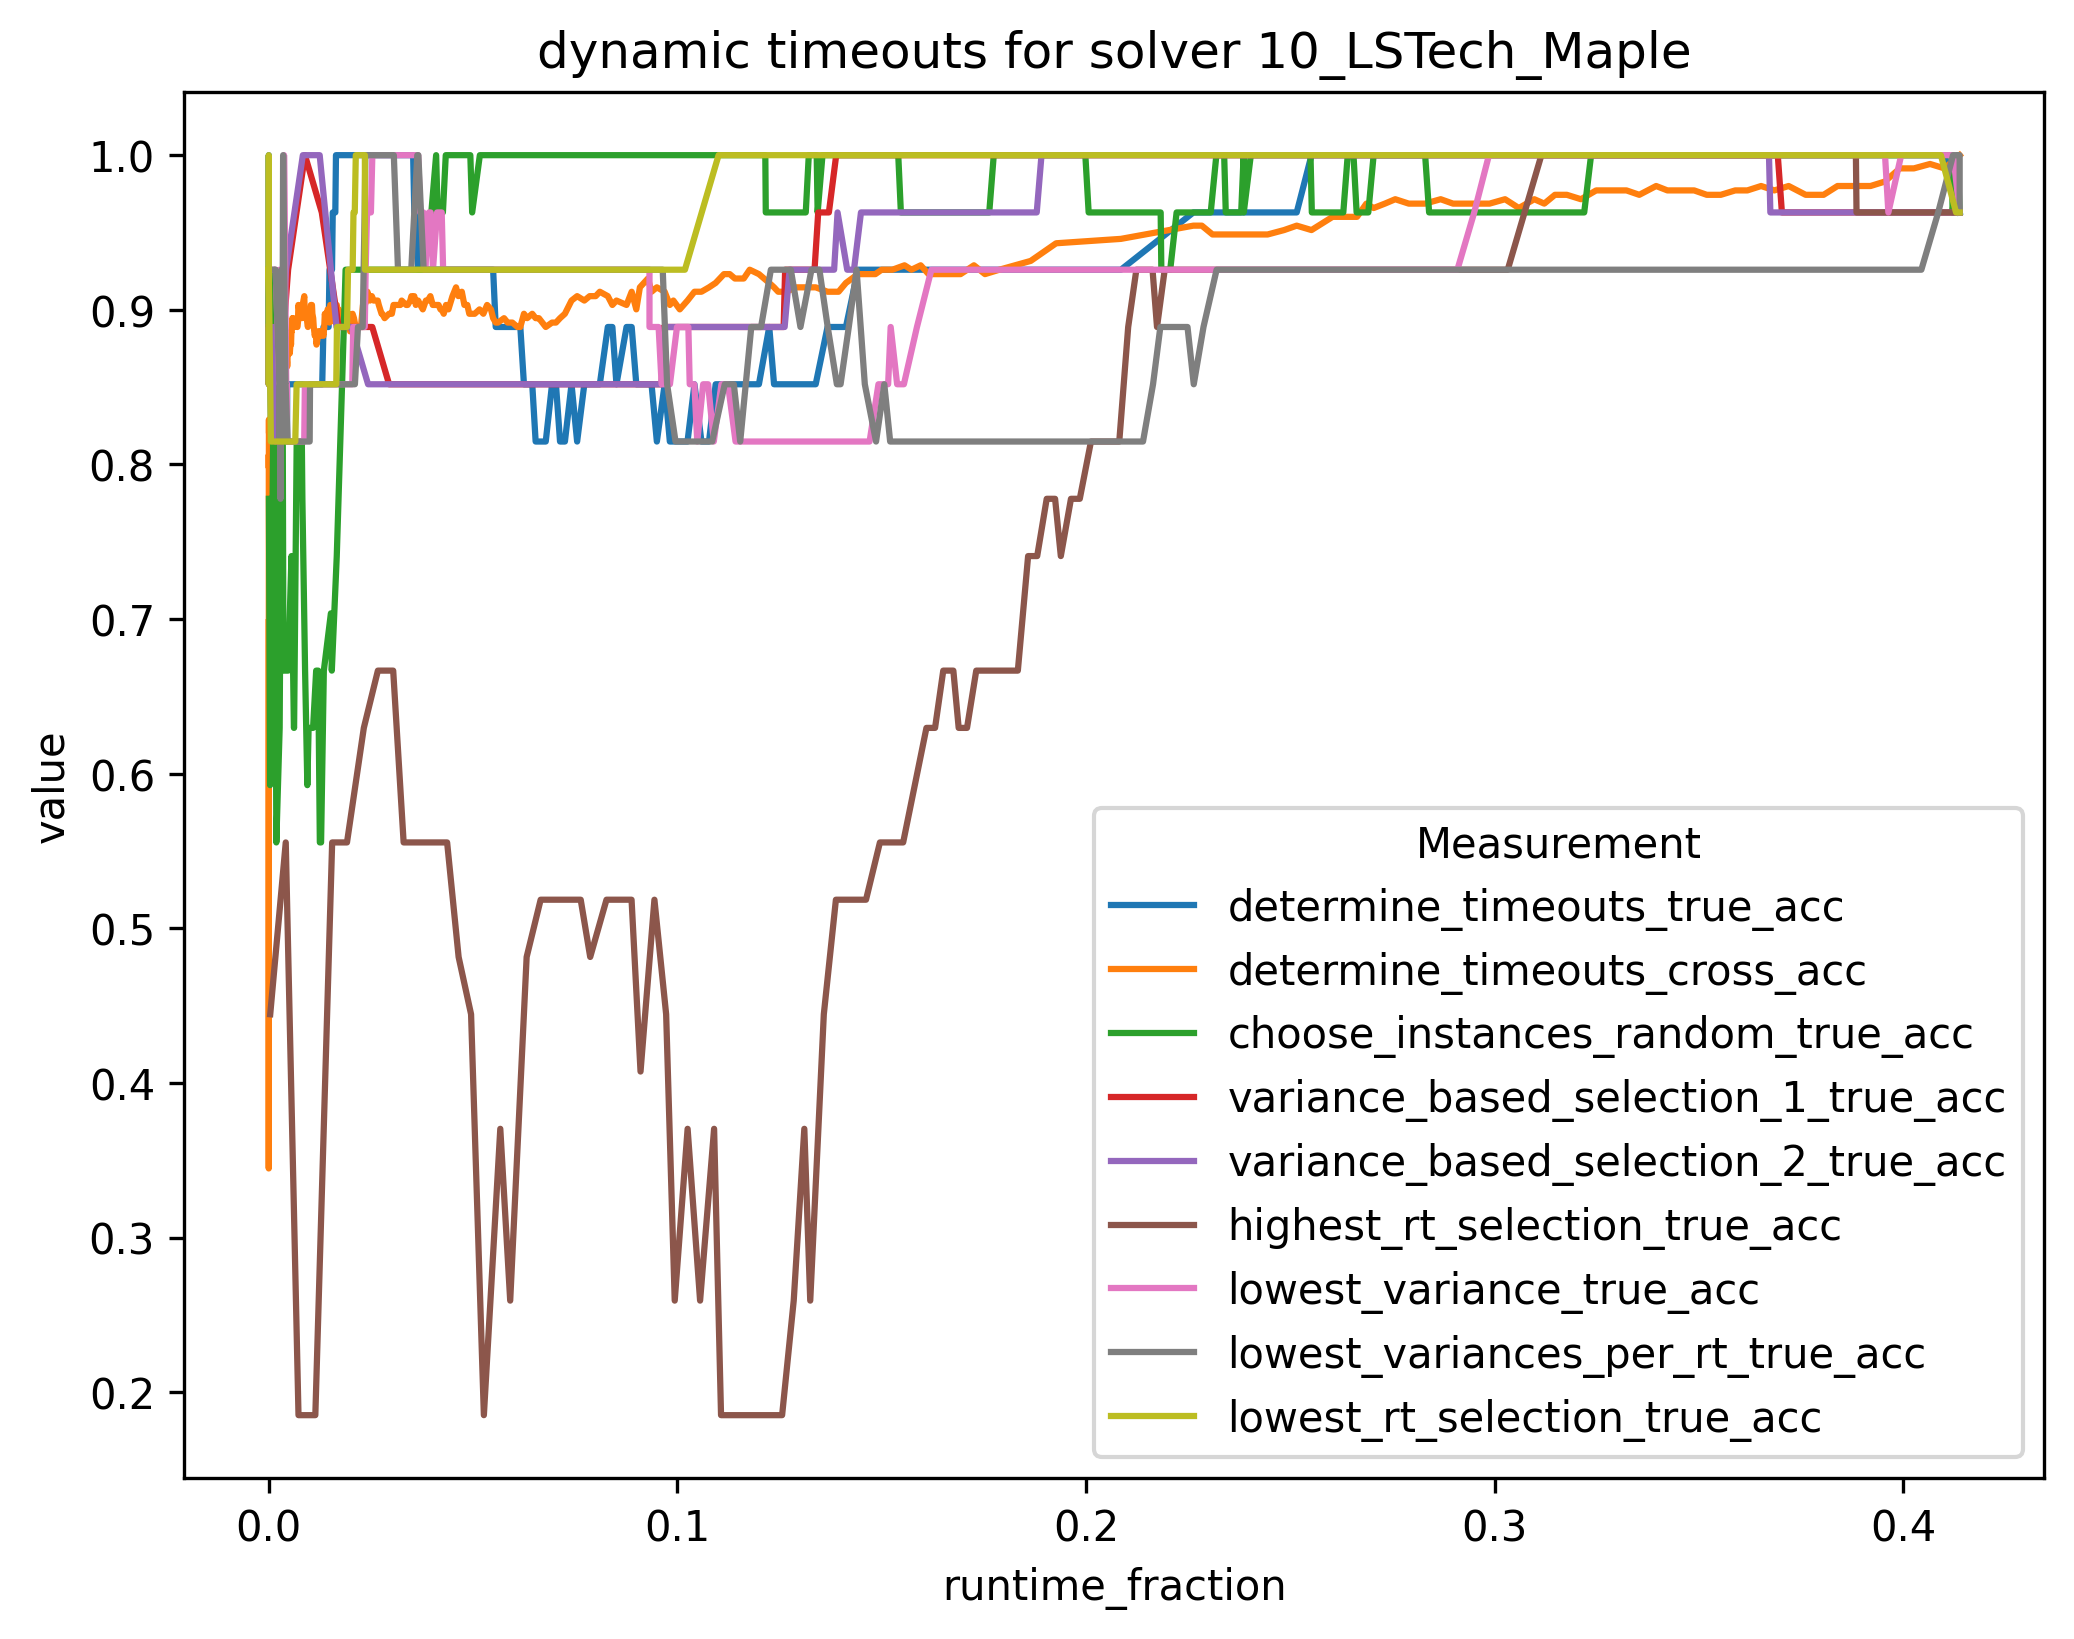 dynamic timeouts for solver 10_LSTech_Maple
1.0
0.9
0.8
0.7
0.6
0.5
0.4
0.3
0.2
value
Measurement
determine_timeouts_true_acc
determine_timeouts_cross_acc
choose_instances_random_true_acc
variance_based_selection_1_true_acc
variance_based_selection_2_true_acc
highest_rt_selection_true_acc
lowest_variance_true_acc
lowest_variances_per_rt_true_acc
lowest_rt_selection_true_acc
0.0 0.1 0.2 0.3 0.4
runtime_fraction